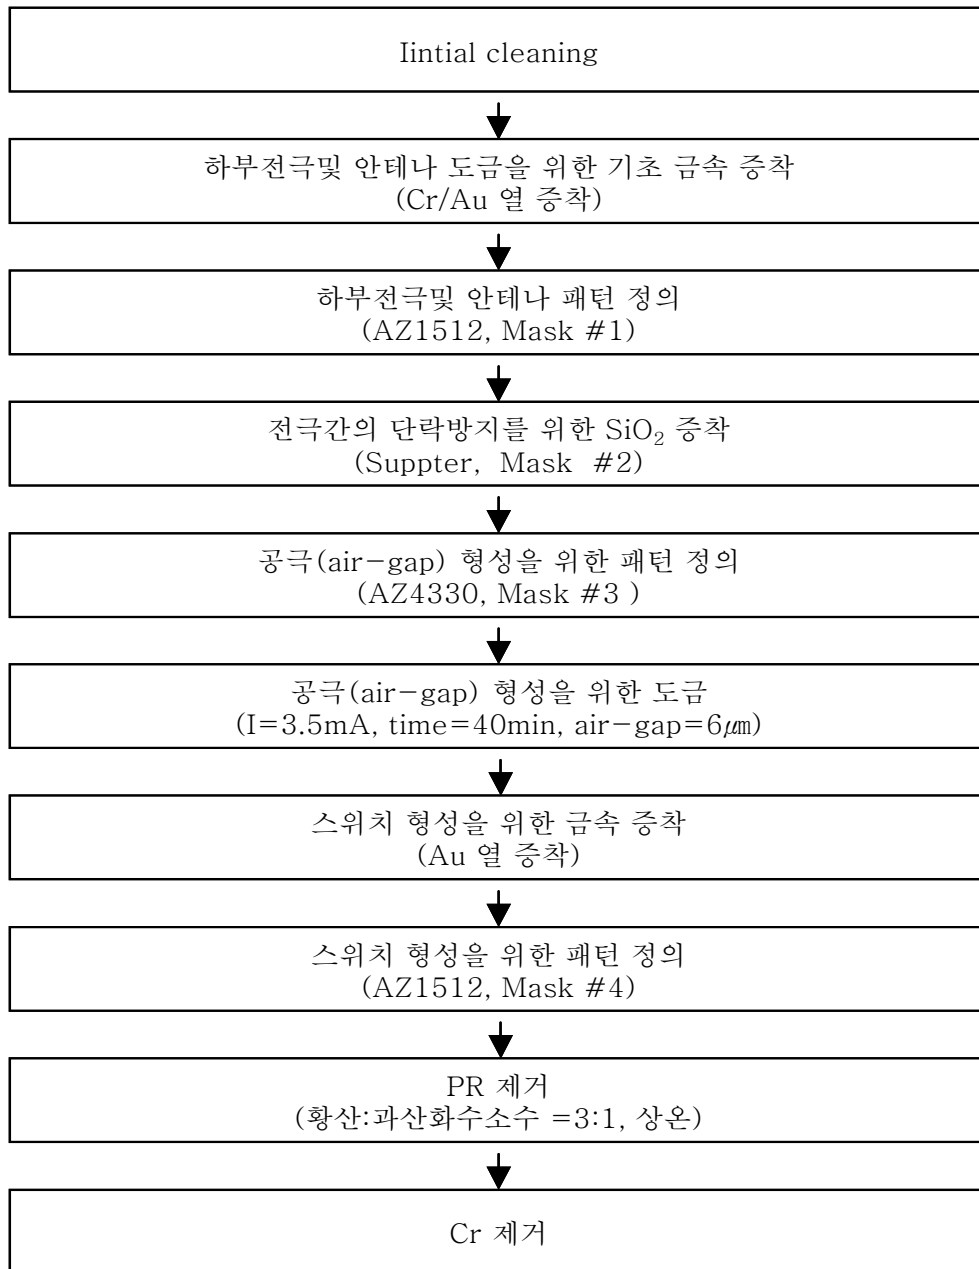 Iintial cleaning
하부전극및 안테나 도금을 위한 기초 금속 증착
(Cr/Au 열 증착)
하부전극및 안테나 패턴 정의
(AZ1512, Mask #1)
전극간의 단락방지를 위한 SiO₂ 증착
(Suppter, Mask #2)
공극(air-gap) 형성을 위한 패턴 정의
(AZ4330, Mask #3 )
공극(air-gap) 형성을 위한 도금
(I=3.5mA, time=40min, air-gap=6㎛)
스위치 형성을 위한 금속 증착
(Au 열 증착)
스위치 형성을 위한 패턴 정의
(AZ1512, Mask #4)
PR 제거
(황산:과산화수소수 =3:1, 상온)
Cr 제거